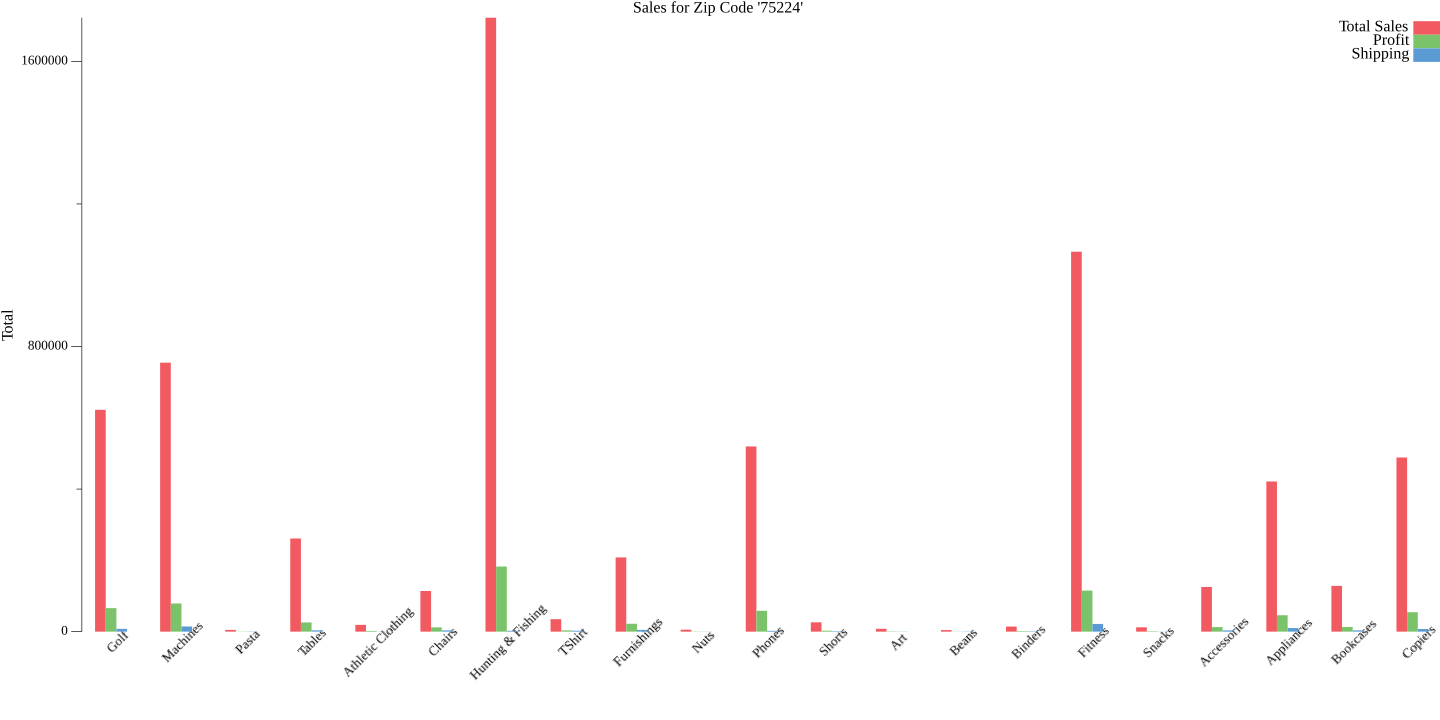 Sales for Zip Code '75224'
Total Sales
Profit
Shipping
1600000
800000
0
Total
Golf
Machines
Pasta
Tables
Athletic Clothing
Chairs
Hunting & Fishing
TShirt
Furnishings
Nuts
Phones
Shorts
Art
Beans
Binders
Fitness
Snacks
Accessories
Appliances
Bookcases
Copiers